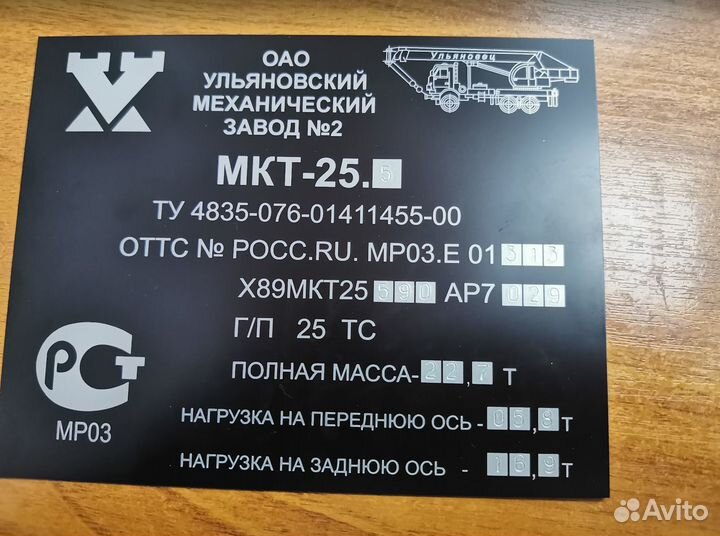 ОАО
УЛЬЯНОВСКИЙ
МЕХАНИЧЕСКИЙ
ЗАВОД №2
Ульяновец
МКТ-25.5
ТУ 4835-076-01411455-00
ОТТС № РОСС.RU. МР03.Е 01313
Х89МКТ25590АР7029
Г/П 25 ТС
ПОЛНАЯ МАССА-22,7 Т
НАГРУЗКА НА ПЕРЕДНЮЮ ОСЬ -05,8т
НАГРУЗКА НА ЗАДНЮЮ ОСЬ - 16,9т
РСТ
МР03
Avito